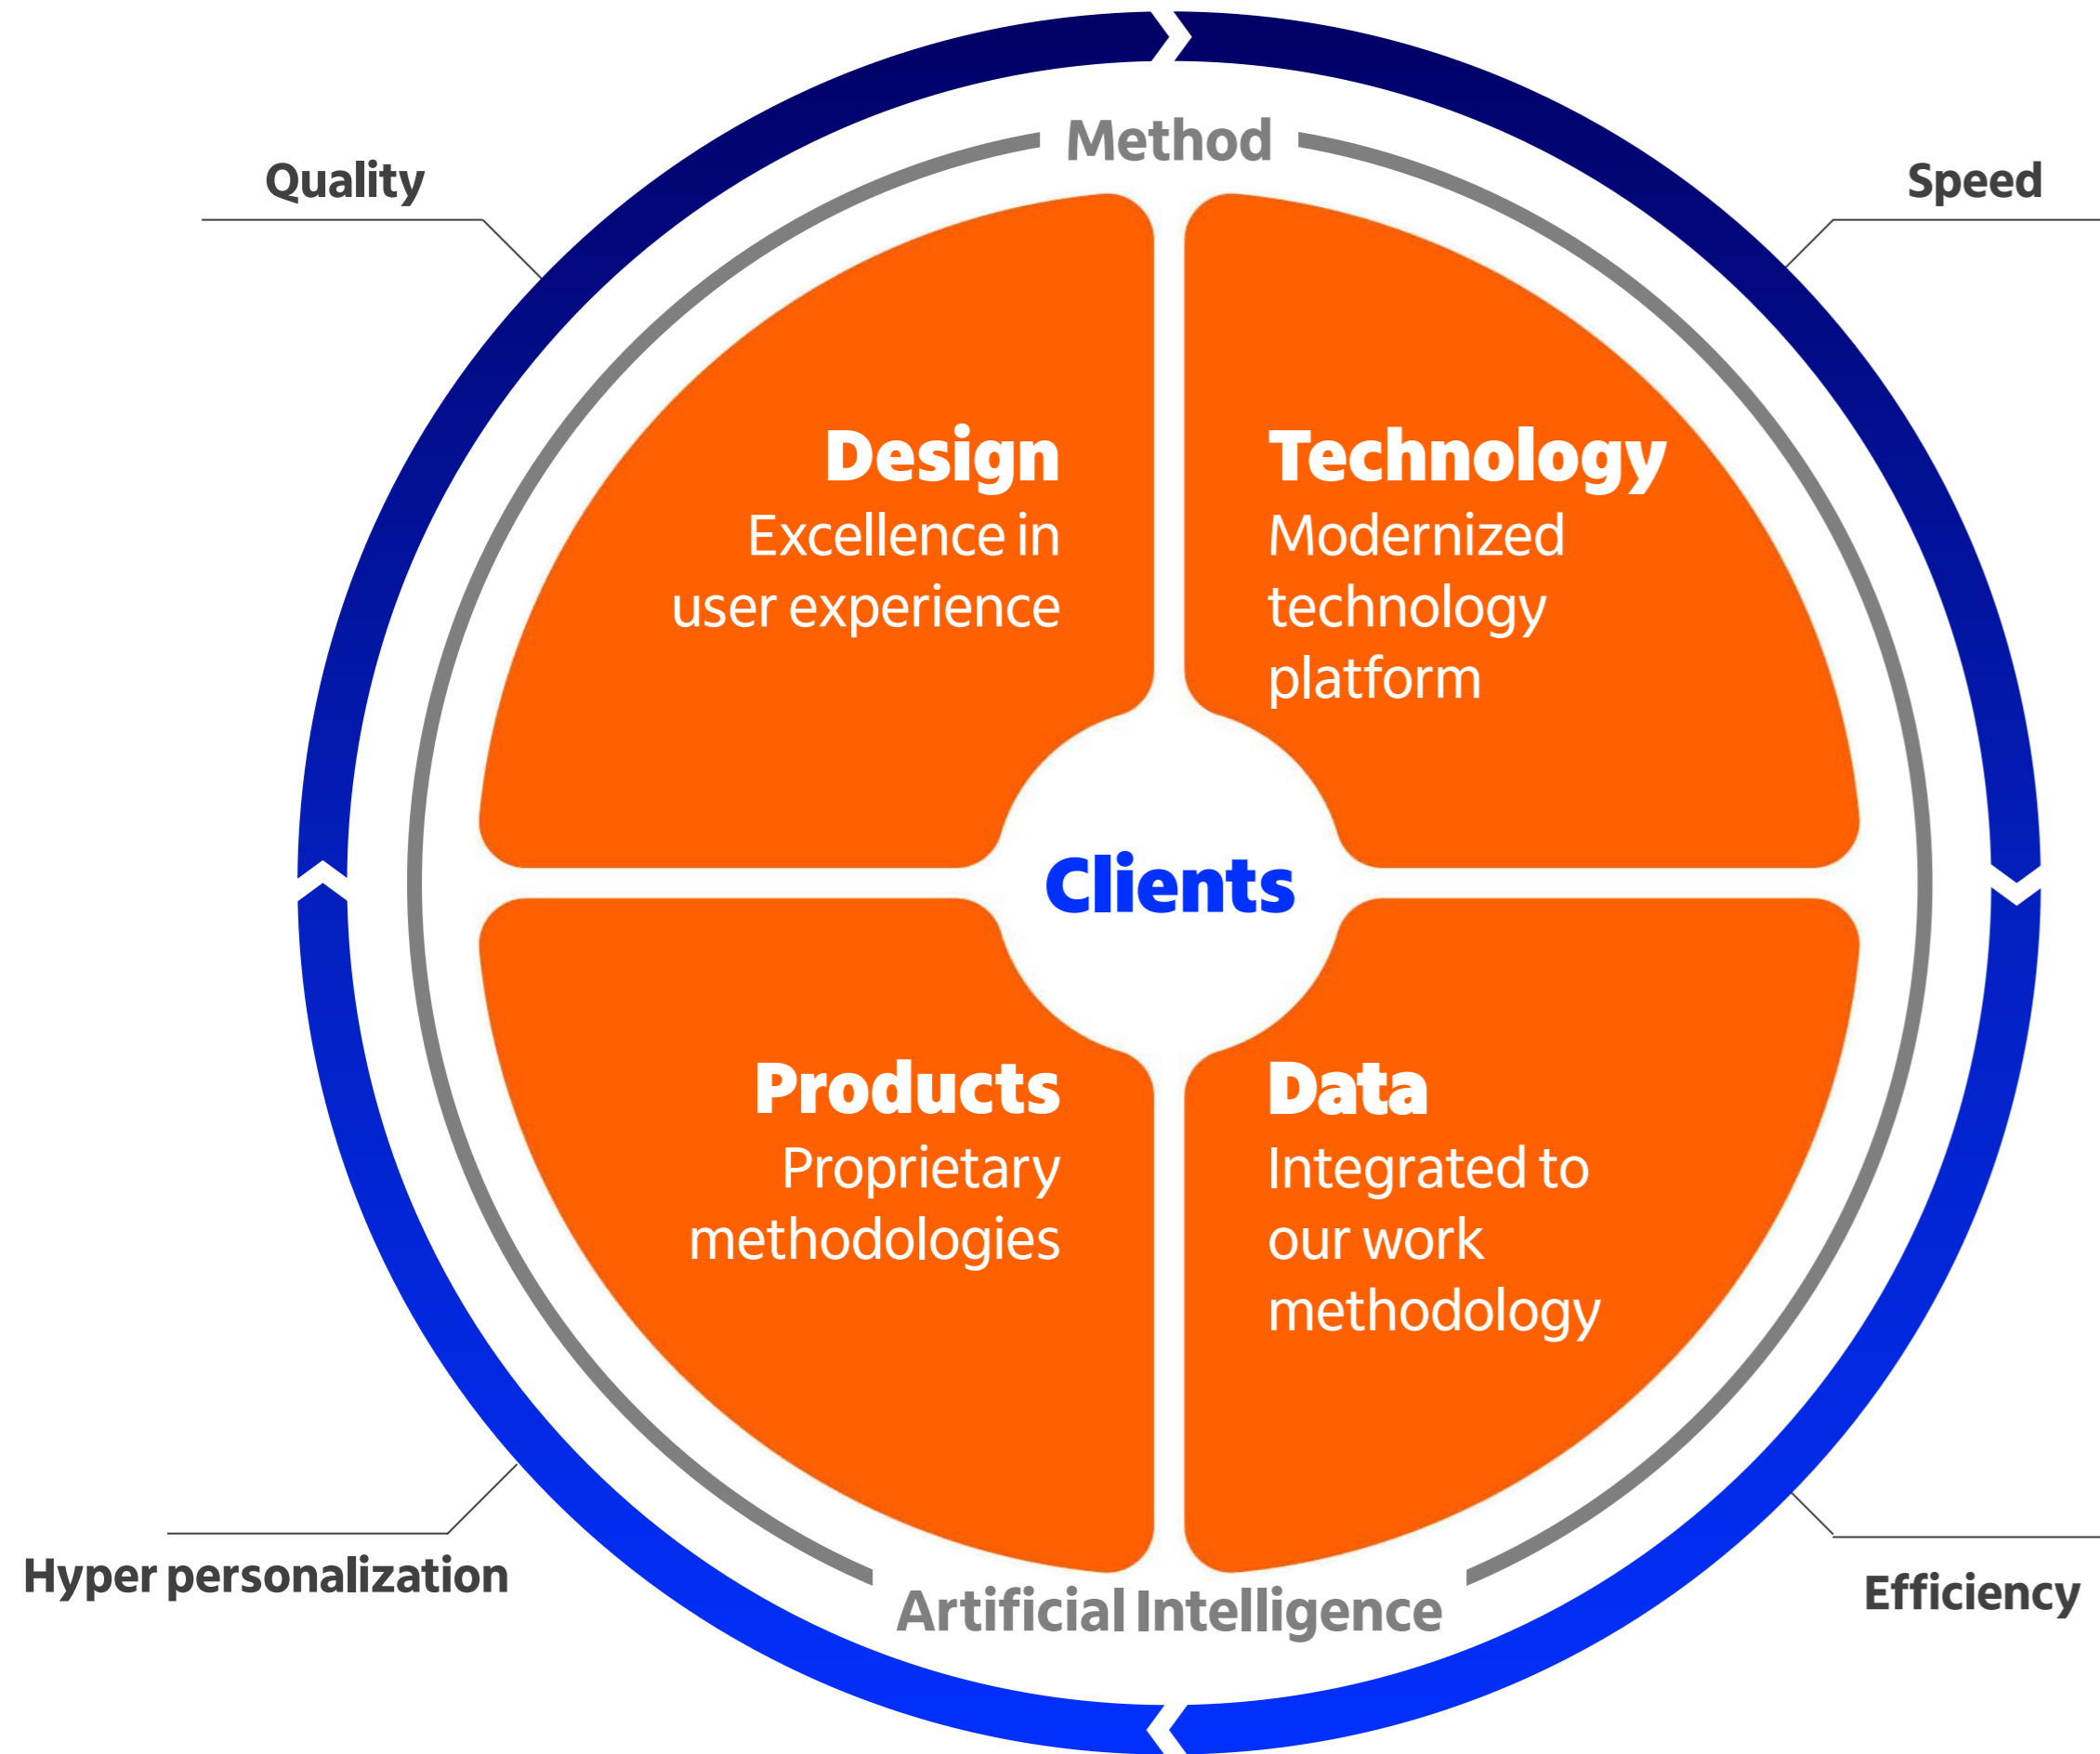 Method
Quality
Speed
Design
Excellence in
user experience
Technology
Modernized
technology
platform
Clients
Products
Proprietary
methodologies
Data
Integrated to
our work
methodology
Hyper personalization
Artificial Intelligence
Efficiency